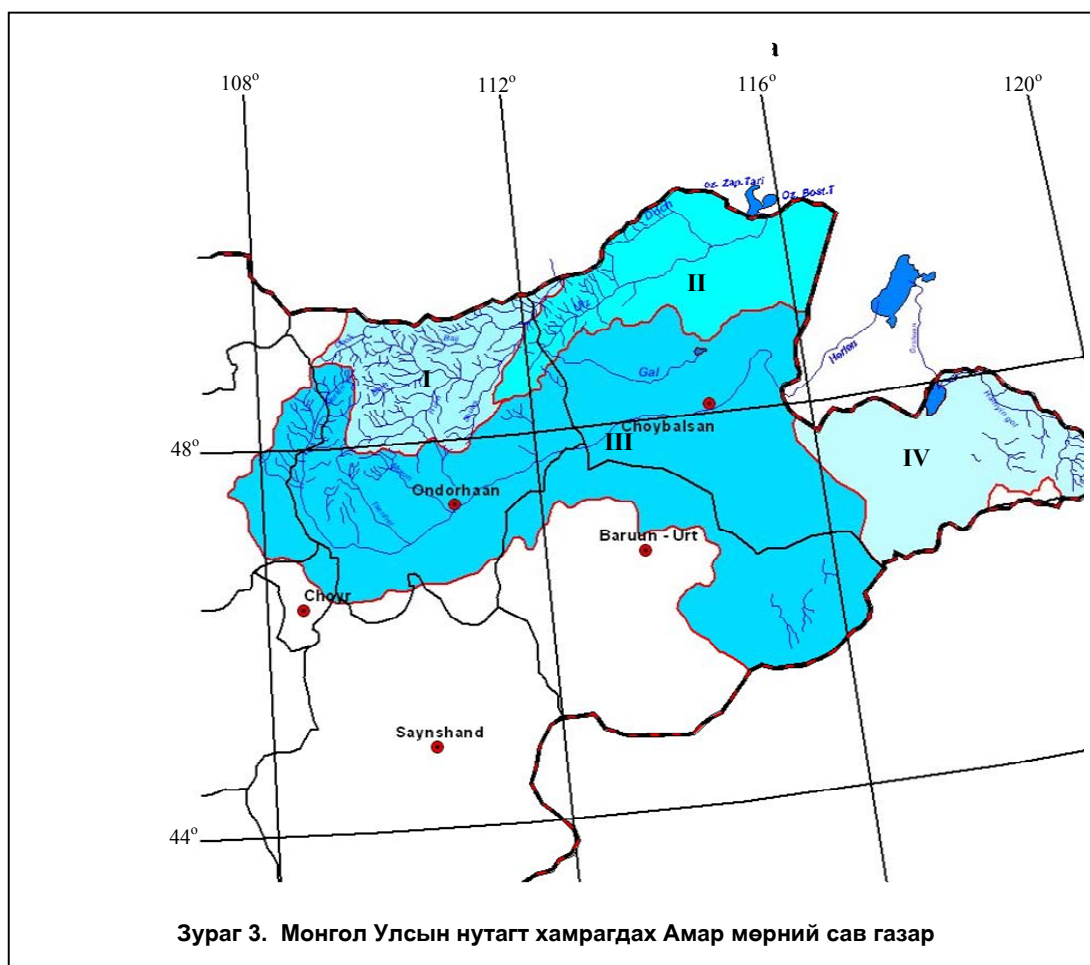 108°
112°
116°
120°
oz. Zap.Tari
Oz. Bost.T
II
Herlen
Gal
I
48°
Choybalsan
III
IV
Ondorhaan
Baruun - Urt
Choyr
Saynshand
44°
Зураг 3. Монгол Улсын нутагт хамрагдах Амар мөрний сав газар